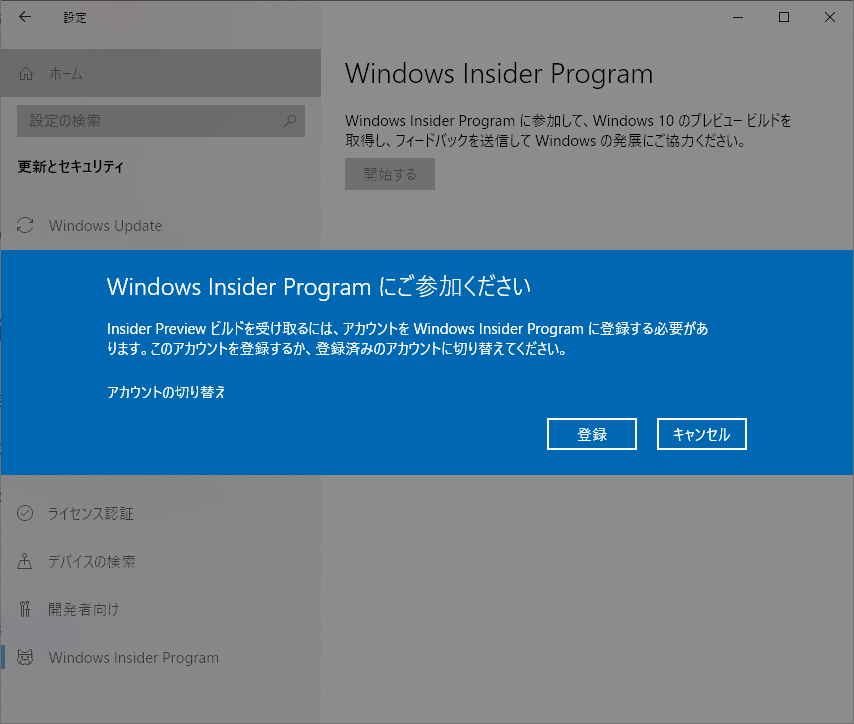 設定
ホーム
設定の検索
更新とセキュリティ
Windows Update
Windows Insider Program
Windows Insider Program に参加して、Windows 10 のプレビュー ビルドを
取得し、フィードバックを送信して Windows の発展にご協力ください。
開始する
Windows Insider Program にご参加ください
Insider Preview ビルドを受け取るには、アカウントを Windows Insider Program に登録する必要があ
ります。このアカウントを登録するか、登録済みのアカウントに切り替えてください。
アカウントの切り替え
登録
キャンセル
ライセンス認証
デバイスの検索
開発者向け
Windows Insider Program